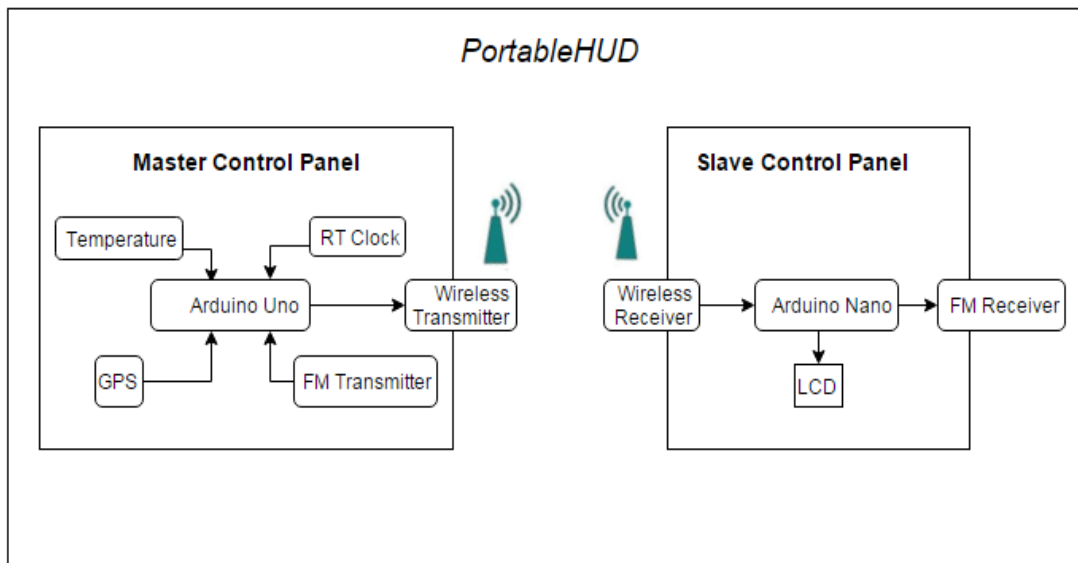 PortableHUD
Master Control Panel
Temperature
RT Clock
Arduino Uno
Wireless
Transmitter
GPS
FM Transmitter
Slave Control Panel
Wireless
Receiver
Arduino Nano
FM Receiver
LCD